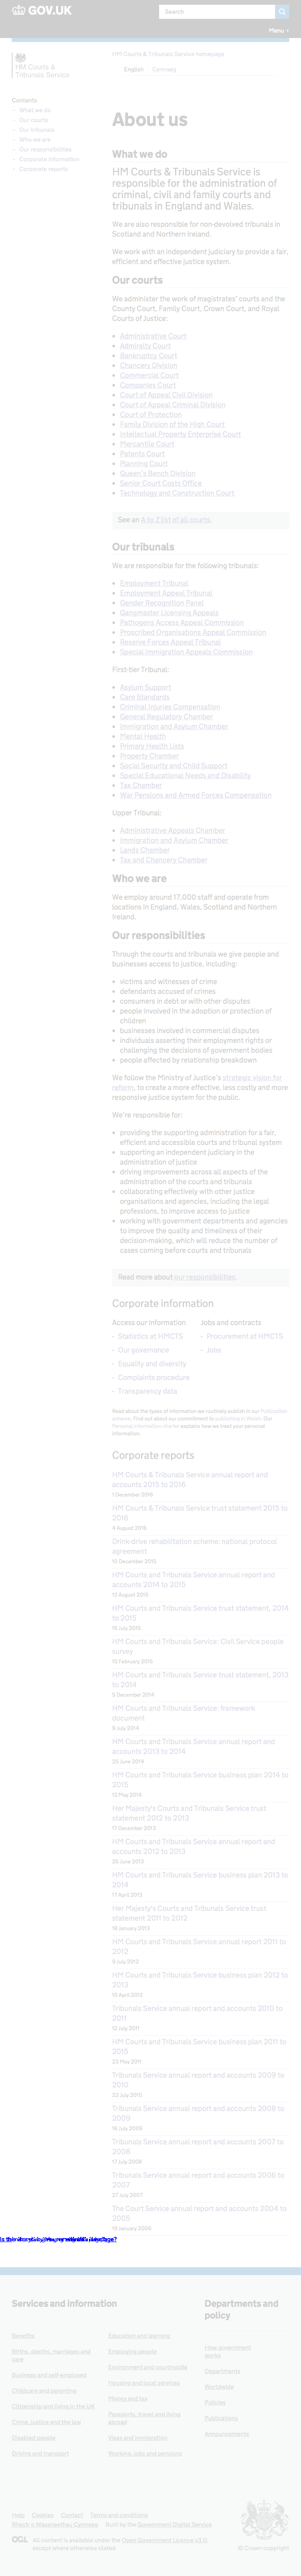 GOV.UK
Search
Menu
HM Courts &
Tribunals Service
HM Courts & Tribunals Service homepage
English
Cymraeg
Contents
What we do
Our courts
Our tribunals
Who we are
Our responsibilities
Corporate information
Corporate reports
About us
What we do
HM Courts & Tribunals Service is
responsible for the administration of
criminal, civil and family courts and
tribunals in England and Wales.
We are also responsible for non-devolved tribunals in
Scotland and Northern Ireland.
We work with an independent judiciary to provide a fair,
efficient and effective justice system.
Our courts
We administer the work of magistrates' courts and the
County Court, Family Court, Crown Court, and Royal
Courts of Justice:
Administrative Court
Admiralty Court
Bankruptcy Court
Chancery Division
Commercial Court
Companies Court
Court of Appeal Civil Division
Court of Appeal Criminal Division
Court of Protection
Family Division of the High Court
Intellectual Property Enterprise Court
Mercantile Court
Patents Court
Planning Court
Queen's Bench Division
Senior Court Costs Office
Technology and Construction Court
See an A to Z list of all courts.
Our tribunals
We are responsible for the following tribunals:
Employment Tribunal
Employment Appeal Tribunal
Gender Recognition Panel
Gangmaster Licensing Appeals
Pathogens Access Appeal Commission
Proscribed Organisations Appeal Commission
Reserve Forces Appeal Tribunal
Special Immigration Appeals Commission
First-tier Tribunal:
Asylum Support
Care Standards
Criminal Injuries Compensation
General Regulatory Chamber
Immigration and Asylum Chamber
Mental Health
Primary Health Lists
Property Chamber
Social Security and Child Support
Special Educational Needs and Disability
Tax Chamber
War Pensions and Armed Forces Compensation
Upper Tribunal:
Administrative Appeals Chamber
Immigration and Asylum Chamber
Lands Chamber
Tax and Chancery Chamber
Who we are
We employ around 17,000 staff and operate from
locations in England, Wales, Scotland and Northern
Ireland.
Our responsibilities
Through the courts and tribunals we give people and
businesses access to justice, including:
victims and witnesses of crime
defendants accused of crimes
consumers in debt or with other disputes
people involved in the adoption or protection of
children
businesses involved in commercial disputes
individuals asserting their employment rights or
challenging the decisions of government bodies
people affected by relationship breakdown
We follow the Ministry of Justice's strategic vision for
reform, to create a more effective, less costly and more
responsive justice system for the public.
We're responsible for:
providing the supporting administration for a fair,
efficient and accessible courts and tribunal system
supporting an independent judiciary in the
administration of justice
driving improvements across all aspects of the
administration of the courts and tribunals
collaborating effectively with other justice
organisations and agencies, including the legal
professions, to improve access to justice
working with government departments and agencies
to improve the quality and timeliness of their
decision-making, which will reduce the number of
cases coming before courts and tribunals
Read more about our responsibilities.
Corporate information
Access our Information
Jobs and contracts
Statistics at HMCTS
Procurement at HMCTS
Our governance
Jobs
Equality and diversity
Complaints procedure
Transparency data
Read about the types of information we routinely publish in our Publication
scheme. Find out about our commitment to publishing in Welsh. Our
Personal information charter explains how we treat your personal
information.
Corporate reports
HM Courts & Tribunals Service annual report and
accounts 2015 to 2016
1 December 2016
HM Courts & Tribunals Service trust statement 2015 to
2016
4 August 2016
Drink-drive rehabilitation scheme: national protocol
agreement
10 December 2015
HM Courts and Tribunals Service annual report and
accounts 2014 to 2015
13 August 2015
HM Courts and Tribunals Service trust statement, 2014
to 2015
16 July 2015
HM Courts and Tribunals Service: Civil Service people
survey
12 February 2015
HM Courts and Tribunals Service trust statement, 2013
to 2014
5 December 2014
HM Courts and Tribunals Service: framework
document
9 July 2014
HM Courts and Tribunals Service annual report and
accounts 2013 to 2014
25 June 2014
HM Courts and Tribunals Service business plan 2014 to
2015
12 May 2014
Her Majesty's Courts and Tribunals Service trust
statement 2012 to 2013
17 December 2013
HM Courts and Tribunals Service annual report and
accounts 2012 to 2013
25 June 2013
HM Courts and Tribunals Service business plan 2013 to
2014
11 April 2013
Her Majesty's Courts and Tribunals Service trust
statement 2011 to 2012
18 January 2013
HM Courts and Tribunals Service annual report 2011 to
2012
5 July 2012
HM Courts and Tribunals Service business plan 2012 to
2013
10 April 2012
Tribunals Service annual report and accounts 2010 to
2011
13 July 2011
HM Courts and Tribunals Service business plan 2011 to
2015
23 May 2011
Tribunals Service annual report and accounts 2009 to
2010
22 July 2010
Tribunals Service annual report and accounts 2008 to
2009
16 July 2009
Tribunals Service annual report and accounts 2007 to
2008
17 July 2008
Tribunals Service annual report and accounts 2006 to
2007
27 July 2007
The Court Service annual report and accounts 2004 to
2005
13 January 2006
Services and information
Departments and
policy
Benefits
Births, deaths, marriages and
care
Business and self-employed
Childcare and parenting
Citizenship and living in the UK
Crime, justice and the law
Disabled people
Driving and transport
Education and learning
Employing people
Environment and countryside
Housing and local services
Money and tax
Passports, travel and living
abroad
Visas and immigration
Working, jobs and pensions
How government
works
Departments
Worldwide
Policies
Publications
Announcements
Help Cookies Contact Terms and conditions
Rhestr o Wasanaethau Cymraeg Built by the Government Digital Service
OGL All content is available under the Open Government Licence v3.0,
except where otherwise stated
© Crown copyright